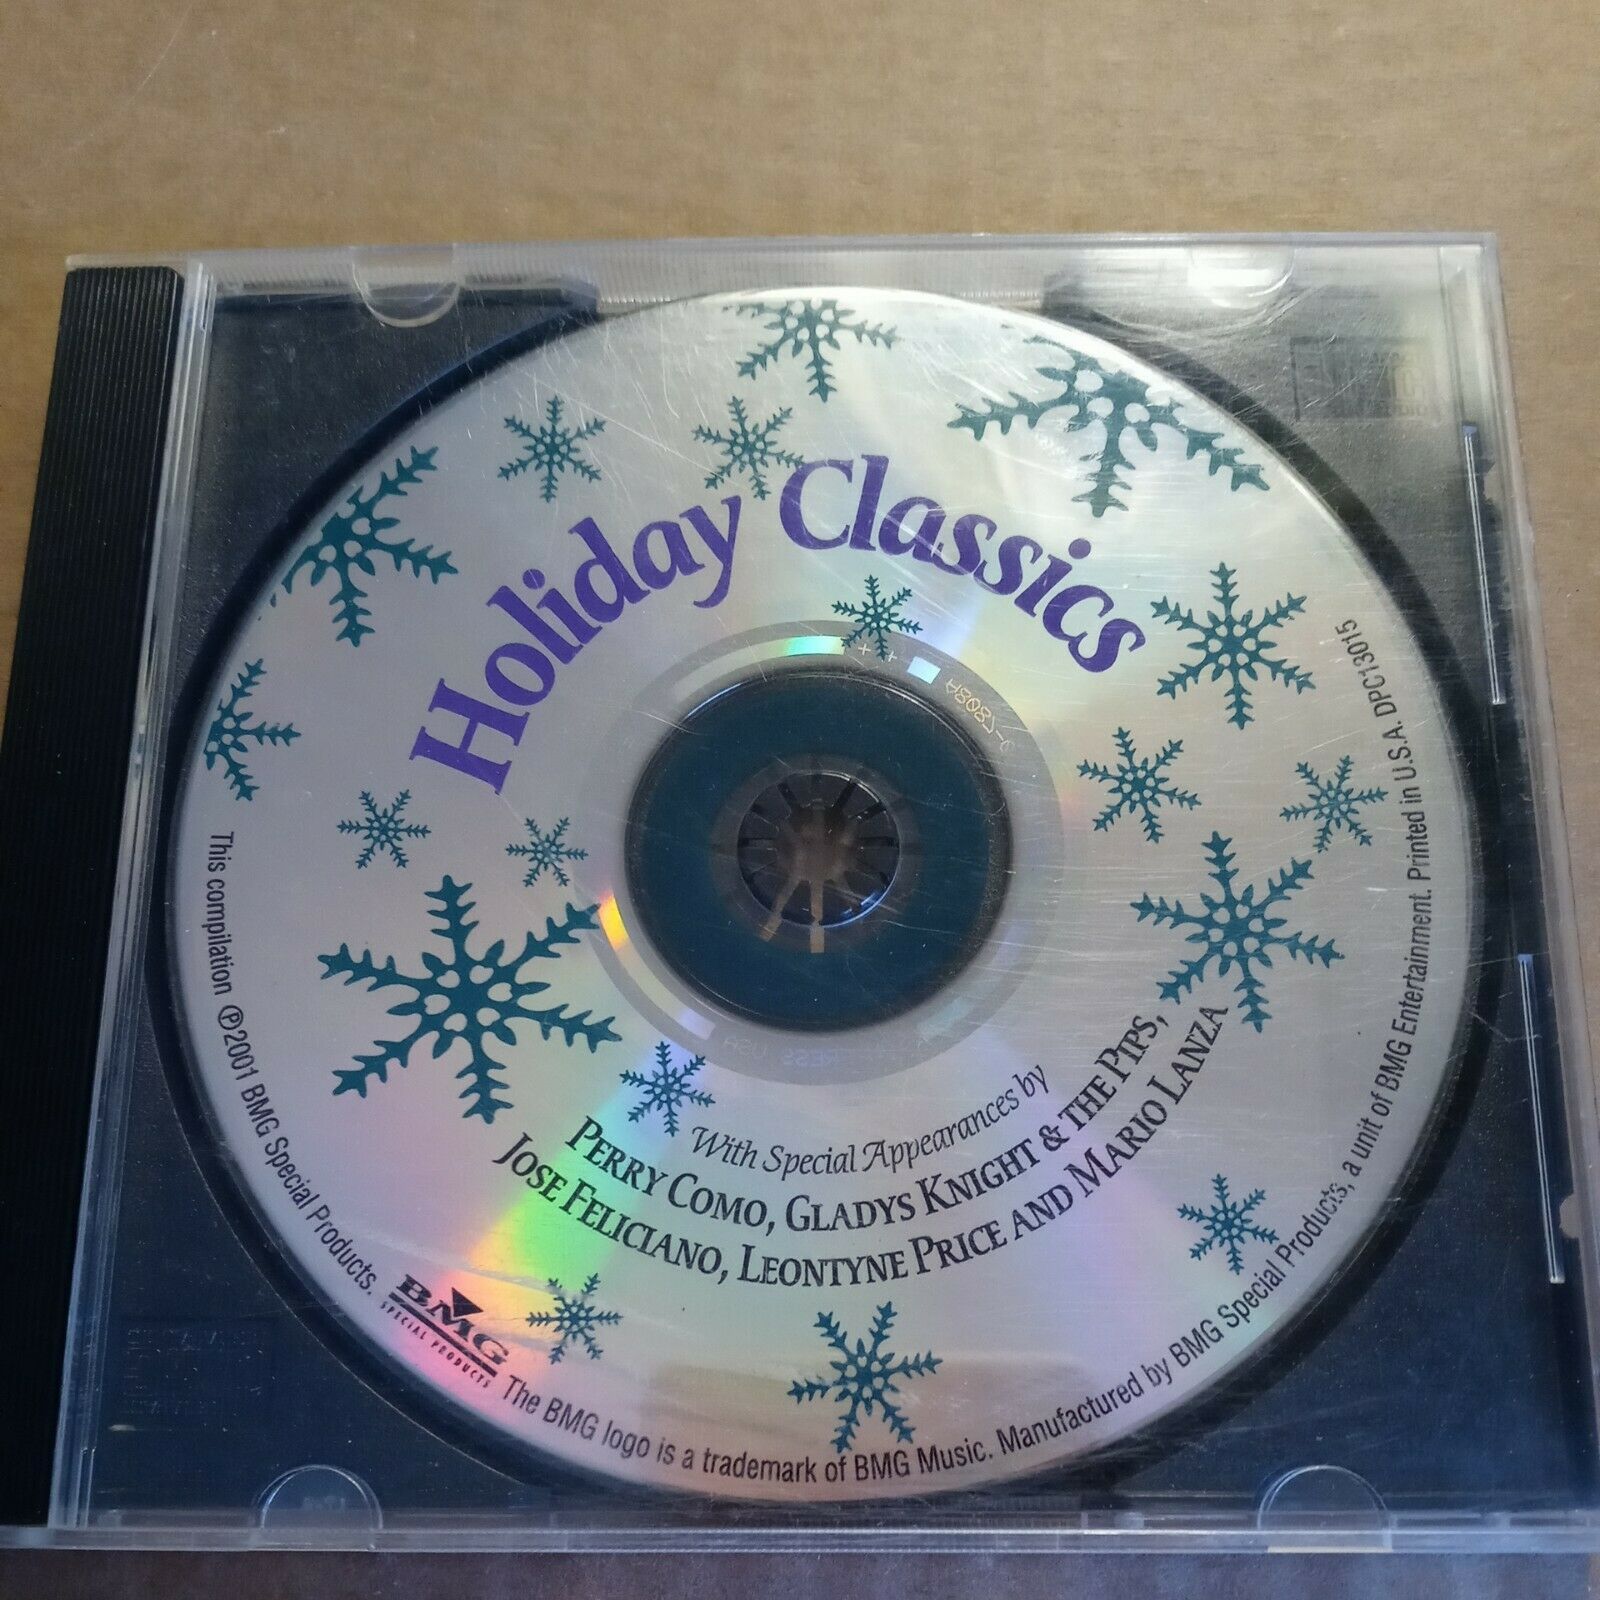 Holiday Classics
With Special Appearances by
PERRY COMO, GLADYS KNIGHT & THE PIPS,
JOSE FELICIANO, LEONTYNE PRICE AND MARIO LANZA
BMG
SPECIAL PRODUCTS
This compilation ℗2001 BMG Special Products.
The BMG logo is a trademark of BMG Music. Manufactured by BMG Special Products, a unit of BMG Entertainment. Printed in U.S.A. DPC13015